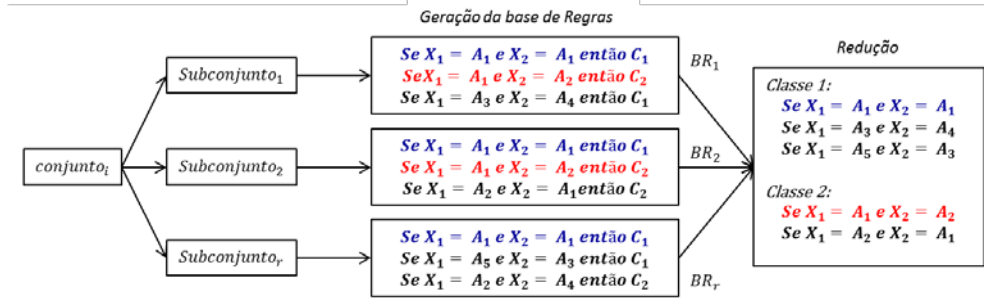 Geração da base de Regras
Se X₁ = A₁ e X₂ = A₁ então C₁
SeX₁ = A₁ e X₂ = A₂ então C₂
Se X₁ = A₃ e X₂ = A₄ então C₁
BR₁
Subconjunto₁
conjuntoᵢ
Subconjunto₂
Se X₁ = A₁ e X₂ = A₁ então C₁
Se X₁ = A₁ e X₂ = A₂ então C₂
Se X₁ = A₂ e X₂ = A₁então C₂
BR₂
Subconjuntoᵣ
Se X₁ = A₁ e X₂ = A₁ então C₁
Se X₁ = A₅ e X₂ = A₃ então C₁
Se X₁ = A₂ e X₂ = A₄ então C₂
BRᵣ
Redução
Classe 1:
Se X₁ = A₁ e X₂ = A₁
Se X₁ = A₃ e X₂ = A₄
Se X₁ = A₅ e X₂ = A₃
Classe 2:
Se X₁ = A₁ e X₂ = A₂
Se X₁ = A₂ e X₂ = A₁